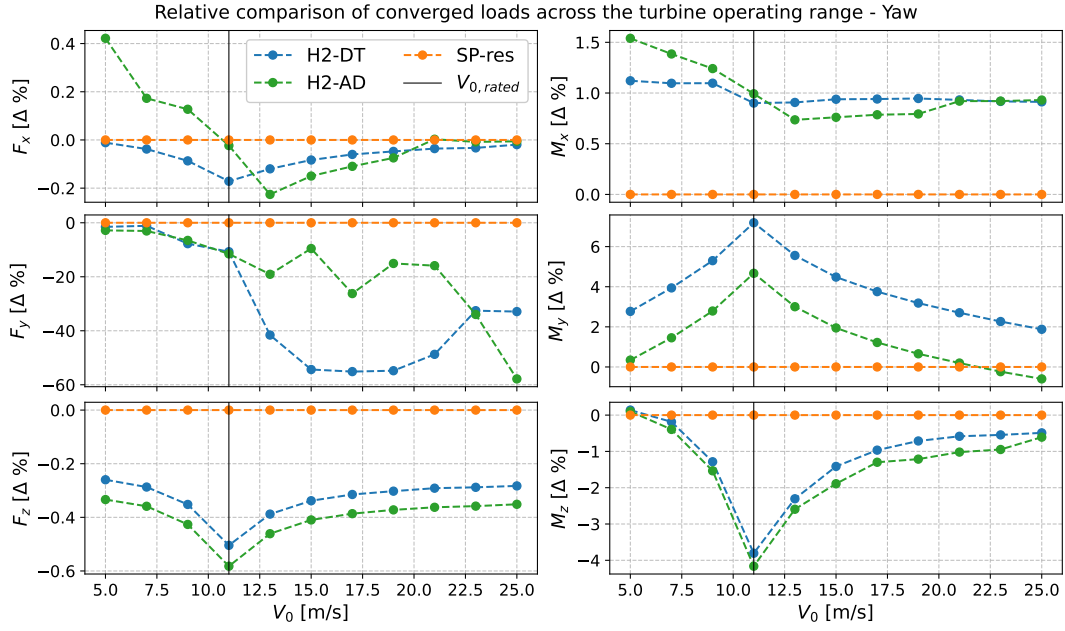 Relative comparison of converged loads across the turbine operating range - Yaw
H2-DT
H2-AD
SP-res
V0,rated
Fx [Δ %]
0.4
0.2
0.0
−0.2
Mx [Δ %]
1.5
1.0
0.5
0.0
Fy [Δ %]
0
−20
−40
−60
My [Δ %]
6
4
2
0
Fz [Δ %]
0.0
−0.2
−0.4
−0.6
Mz [Δ %]
0
−1
−2
−3
−4
5.0 7.5 10.0 12.5 15.0 17.5 20.0 22.5 25.0
V0 [m/s]
5.0 7.5 10.0 12.5 15.0 17.5 20.0 22.5 25.0
V0 [m/s]